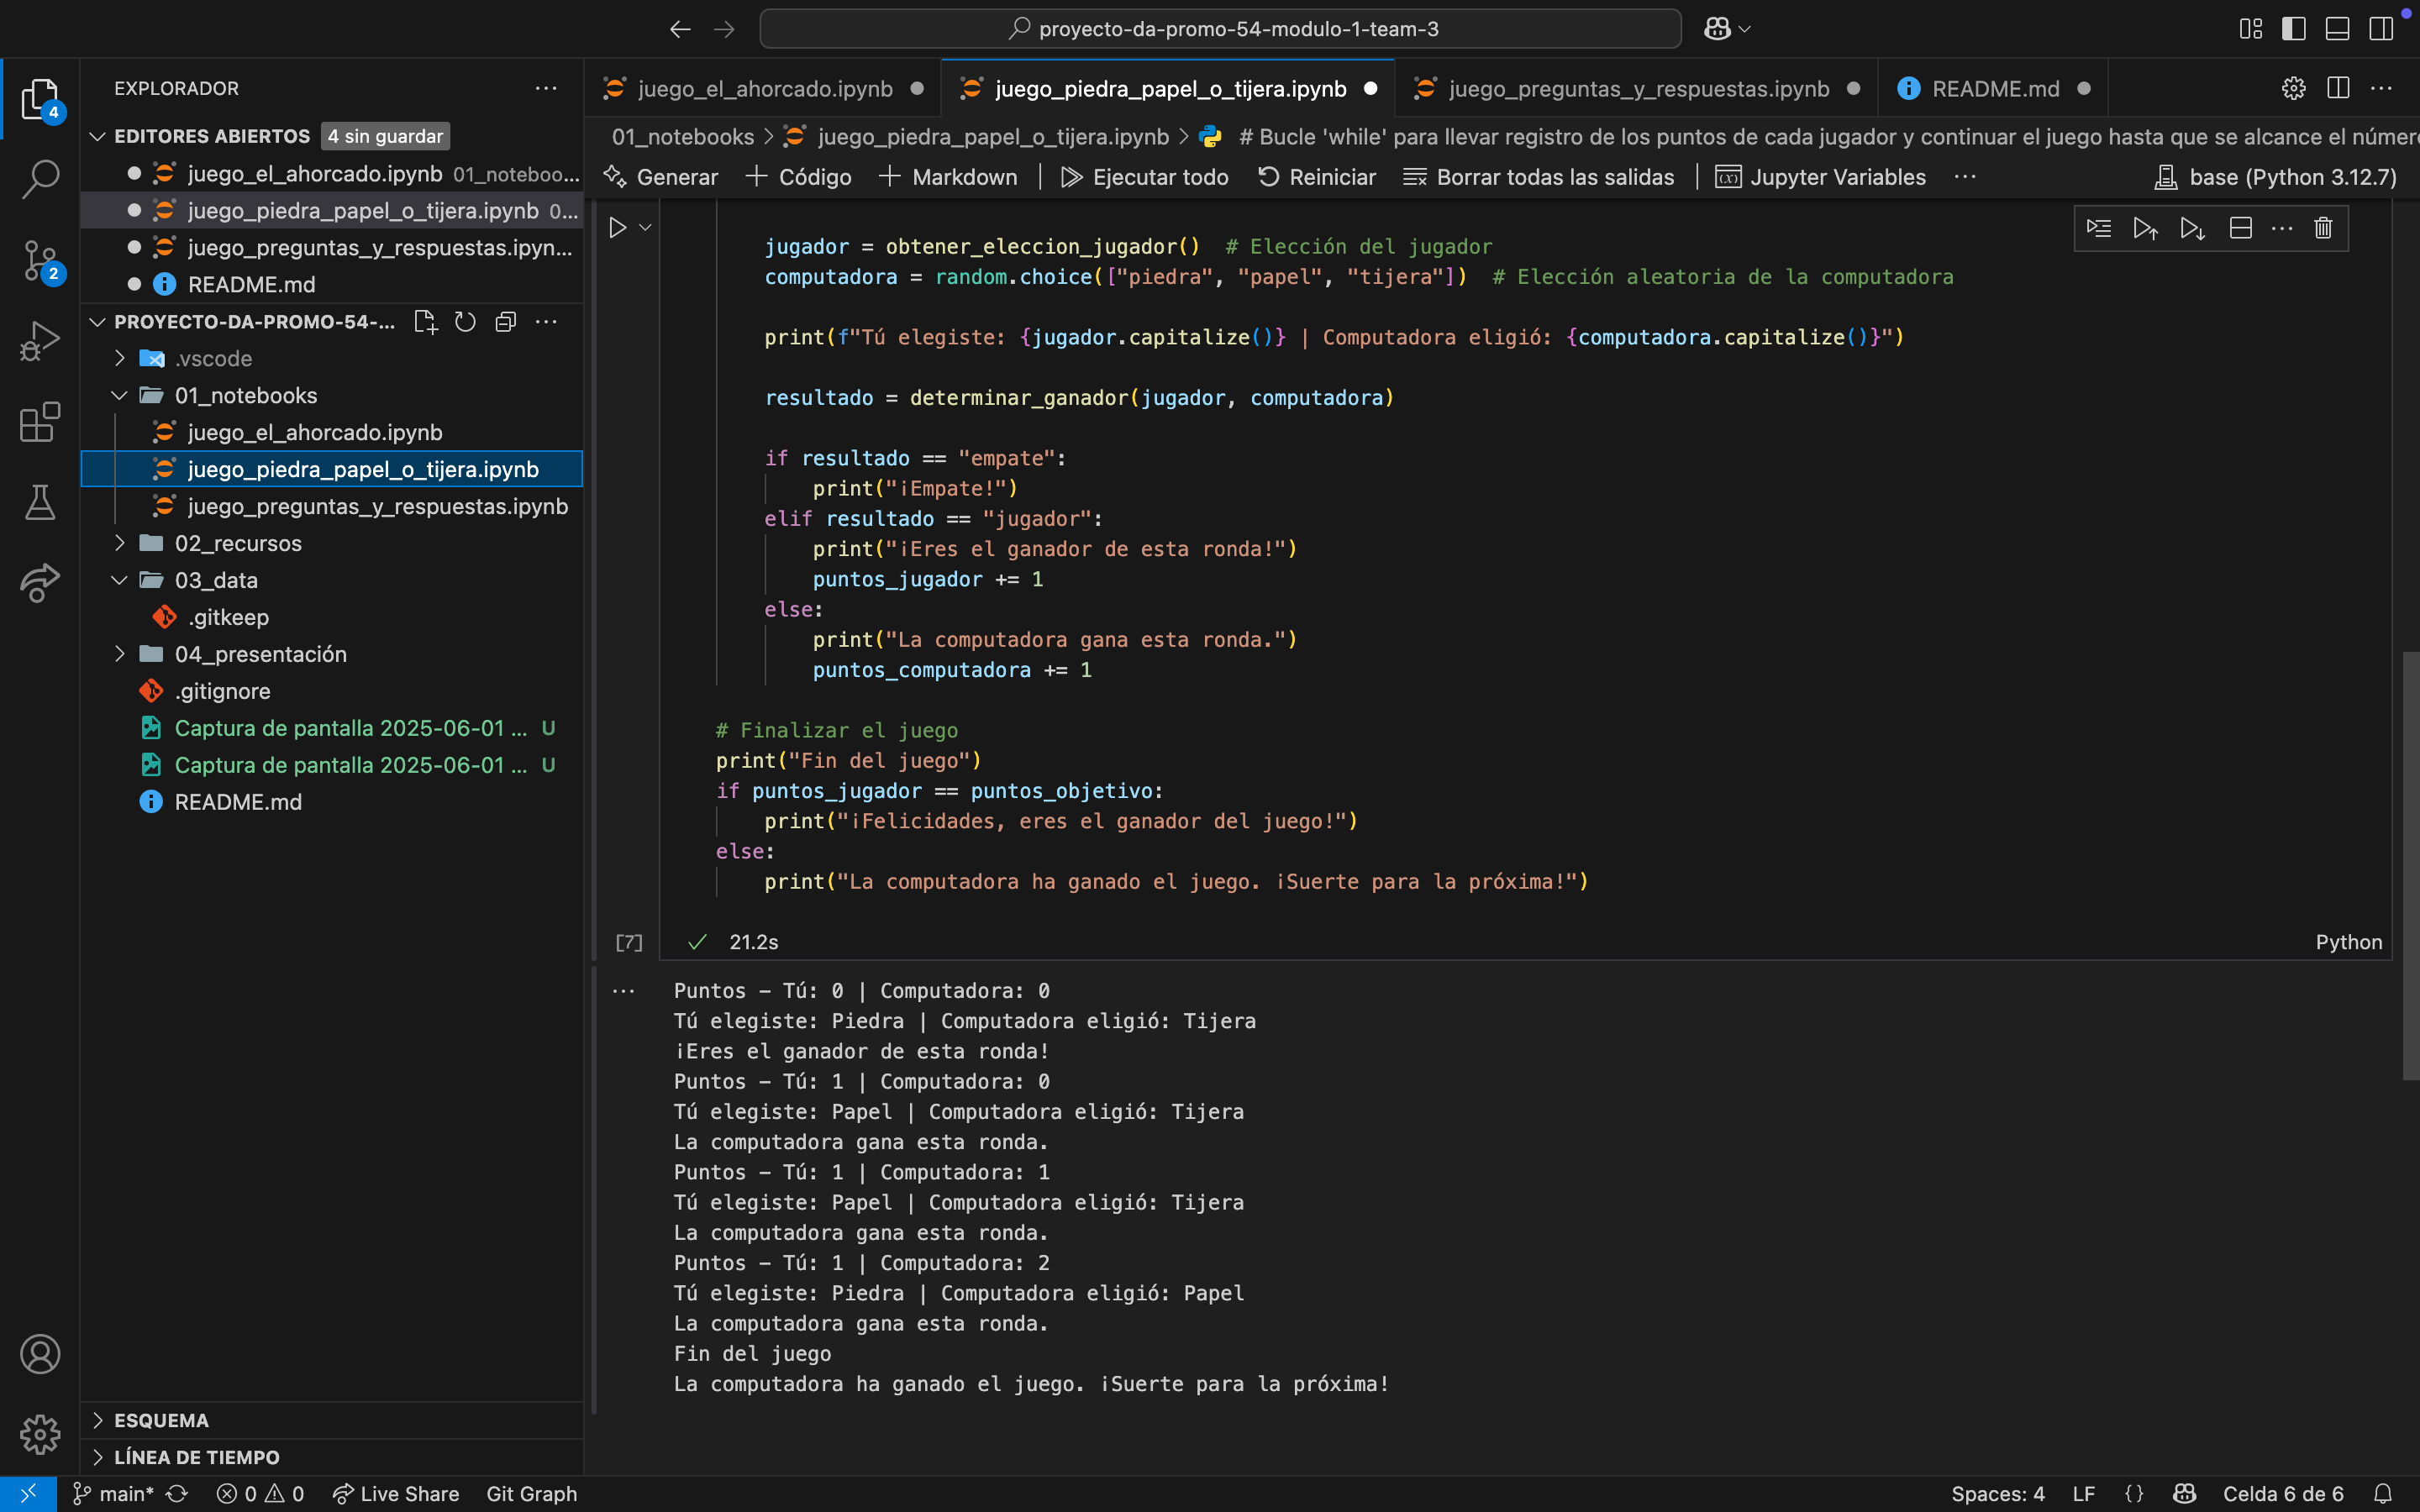 proyecto-da-promo-54-modulo-1-team-3
EXPLORADOR
EDITORES ABIERTOS 4 sin guardar
juego_el_ahorcado.ipynb 01_noteboo...
juego_piedra_papel_o_tijera.ipynb 0...
juego_preguntas_y_respuestas.ipyn...
README.md
PROYECTO-DA-PROMO-54-...
.vscode
01_notebooks
juego_el_ahorcado.ipynb
juego_piedra_papel_o_tijera.ipynb
juego_preguntas_y_respuestas.ipynb
02_recursos
03_data
.gitkeep
04_presentación
.gitignore
Captura de pantalla 2025-06-01 ... U
Captura de pantalla 2025-06-01 ... U
README.md
ESQUEMA
LÍNEA DE TIEMPO
4
2
juego_el_ahorcado.ipynb juego_piedra_papel_o_tijera.ipynb juego_preguntas_y_respuestas.ipynb README.md
01_notebooks > juego_piedra_papel_o_tijera.ipynb > # Bucle 'while' para llevar registro de los puntos de cada jugador y continuar el juego hasta que se alcance el númer
Generar Código Markdown Ejecutar todo Reiniciar Borrar todas las salidas Jupyter Variables ... base (Python 3.12.7)
jugador = obtener_eleccion_jugador() # Elección del jugador
computadora = random.choice(["piedra", "papel", "tijera"]) # Elección aleatoria de la computadora
print(f"Tú elegiste: {jugador.capitalize()} | Computadora eligió: {computadora.capitalize()}")
resultado = determinar_ganador(jugador, computadora)
if resultado == "empate":
print("¡Empate!")
elif resultado == "jugador":
print("¡Eres el ganador de esta ronda!")
puntos_jugador += 1
else:
print("La computadora gana esta ronda.")
puntos_computadora += 1
# Finalizar el juego
print("Fin del juego")
if puntos_jugador == puntos_objetivo:
print("¡Felicidades, eres el ganador del juego!")
else:
print("La computadora ha ganado el juego. ¡Suerte para la próxima!")
[7] 21.2s Python
Puntos - Tú: 0 | Computadora: 0
Tú elegiste: Piedra | Computadora eligió: Tijera
¡Eres el ganador de esta ronda!
Puntos - Tú: 1 | Computadora: 0
Tú elegiste: Papel | Computadora eligió: Tijera
La computadora gana esta ronda.
Puntos - Tú: 1 | Computadora: 1
Tú elegiste: Papel | Computadora eligió: Tijera
La computadora gana esta ronda.
Puntos - Tú: 1 | Computadora: 2
Tú elegiste: Piedra | Computadora eligió: Papel
La computadora gana esta ronda.
Fin del juego
La computadora ha ganado el juego. ¡Suerte para la próxima!
main* 0 0 Live Share Git Graph Spaces: 4 LF {} Celda 6 de 6